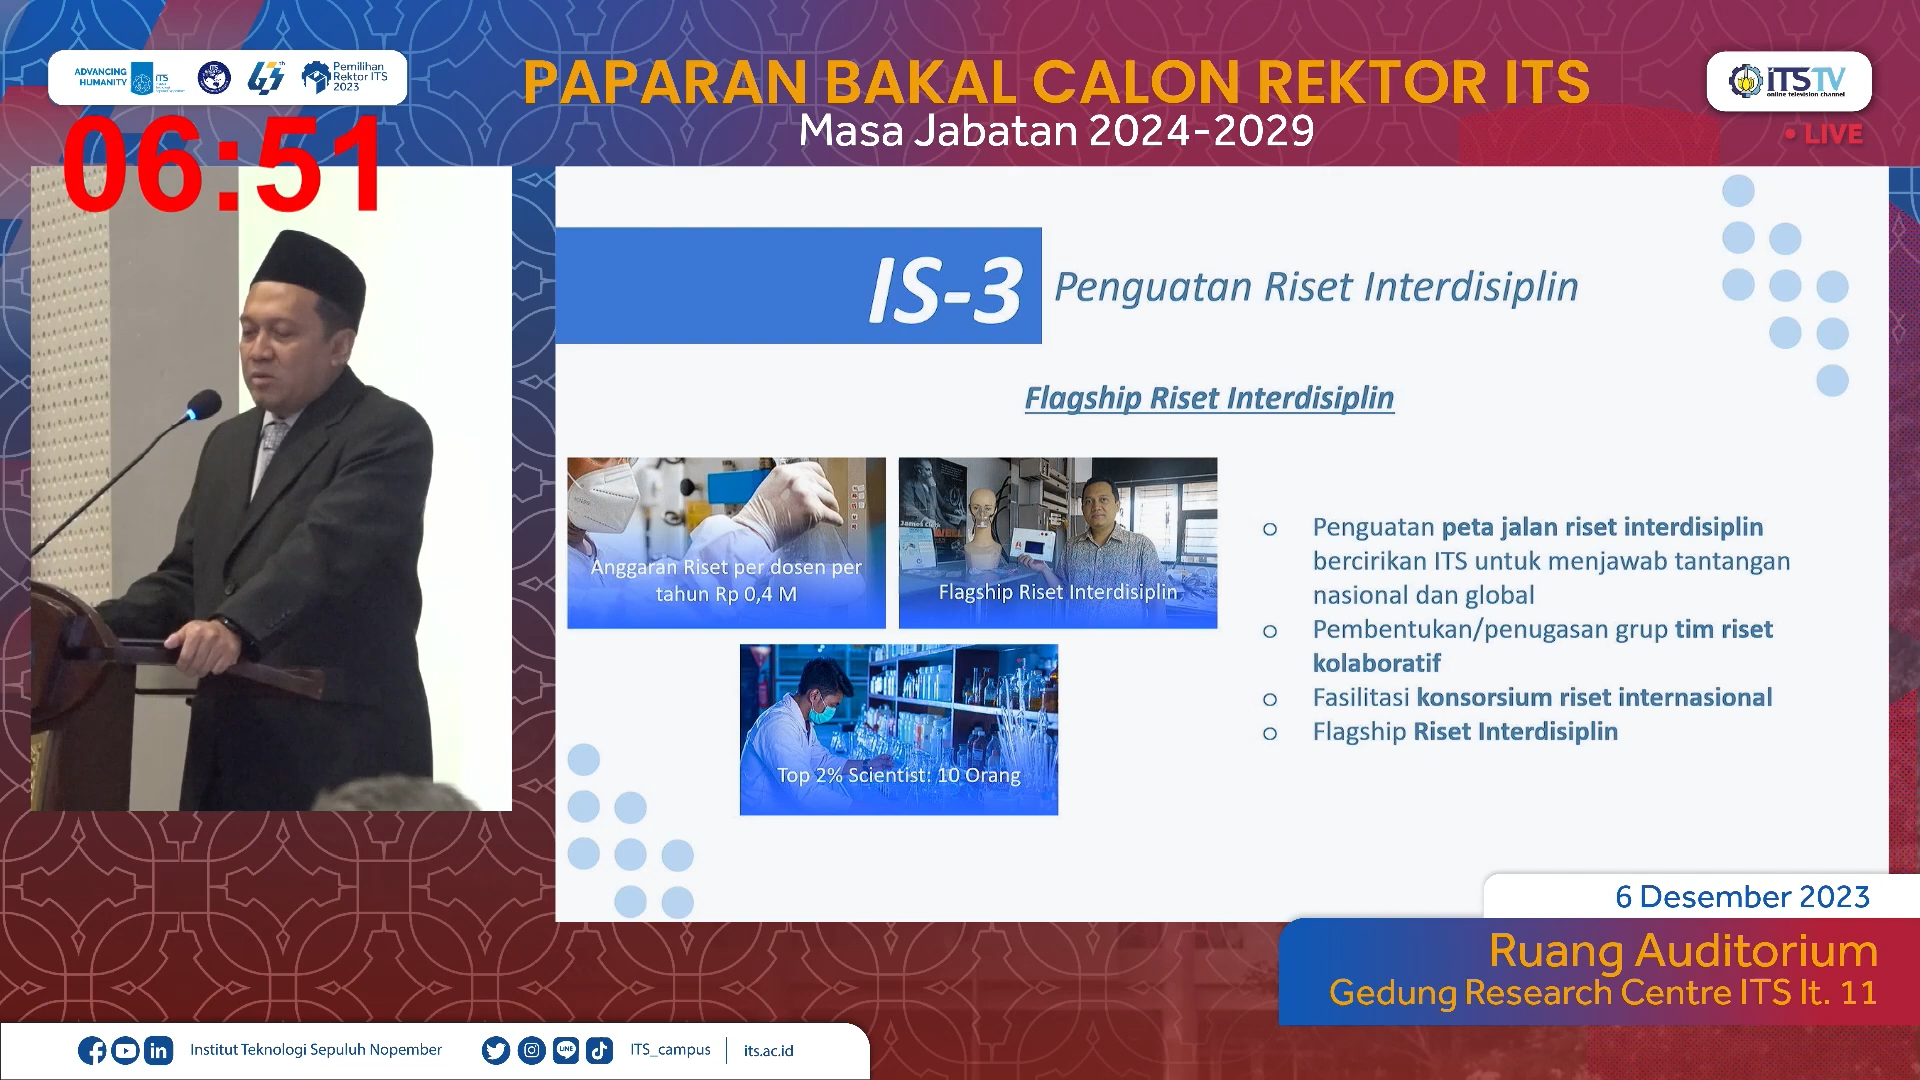 ADVANCING
HUMANITY
ITS
Pemilihan
Rektor ITS
2023
PAPARAN BAKAL CALON REKTOR ITS
Masa Jabatan 2024-2029
iTSTV
online television channel
• LIVE
06:51
IS-3
Penguatan Riset Interdisiplin
Flagship Riset Interdisiplin
Anggaran Riset per dosen per
tahun Rp 0,4 M
Flagship Riset Interdisiplin
Top 2% Scientist: 10 Orang
o Penguatan peta jalan riset interdisiplin
bercirikan ITS untuk menjawab tantangan
nasional dan global
o Pembentukan/penugasan grup tim riset
kolaboratif
o Fasilitasi konsorsium riset internasional
o Flagship Riset Interdisiplin
6 Desember 2023
Ruang Auditorium
Gedung Research Centre ITS lt. 11
Institut Teknologi Sepuluh Nopember
LINE
ITS_campus
its.ac.id